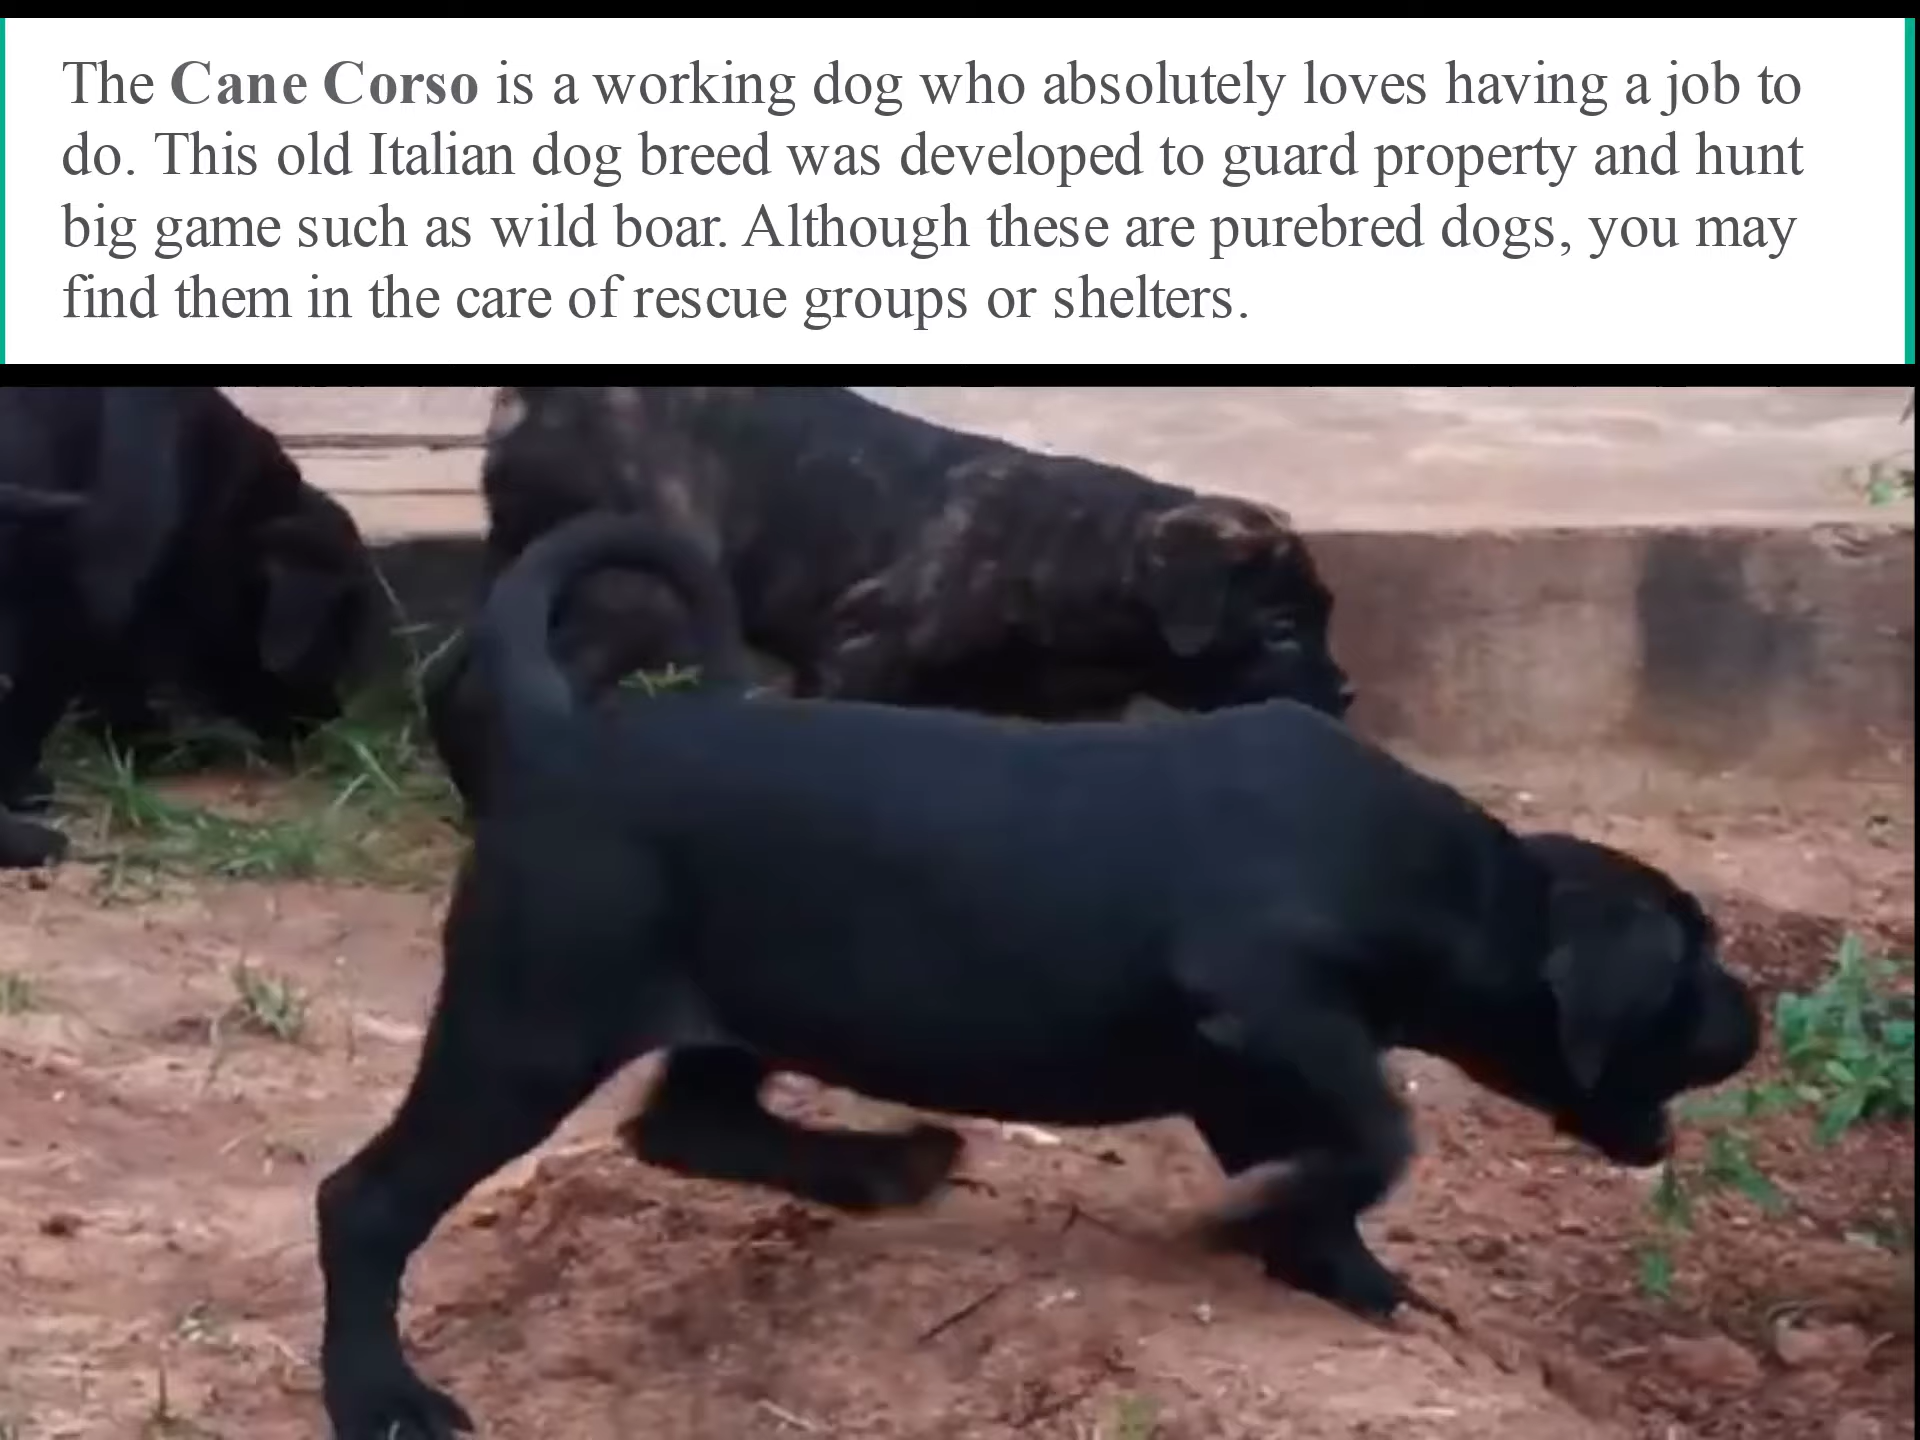 The Cane Corso is a working dog who absolutely loves having a job to
do. This old Italian dog breed was developed to guard property and hunt
big game such as wild boar. Although these are purebred dogs, you may
find them in the care of rescue groups or shelters.